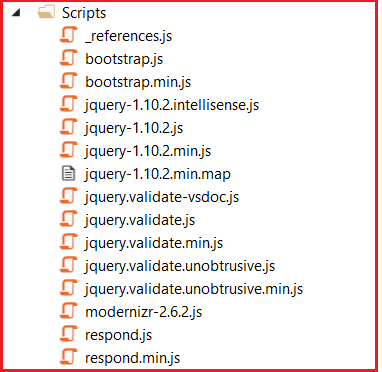 Scripts
_references.js
bootstrap.js
bootstrap.min.js
jquery-1.10.2.intellisense.js
jquery-1.10.2.js
jquery-1.10.2.min.js
jquery-1.10.2.min.map
jquery.validate-vsdoc.js
jquery.validate.js
jquery.validate.min.js
jquery.validate.unobtrusive.js
jquery.validate.unobtrusive.min.js
modernizr-2.6.2.js
respond.js
respond.min.js